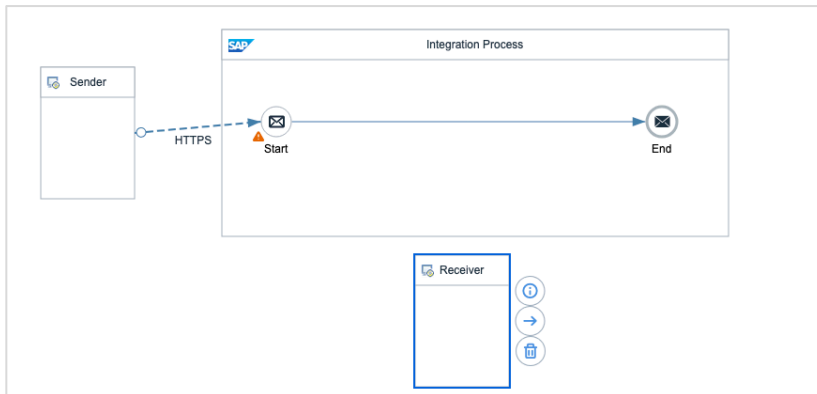 SAP
Integration Process
Sender
HTTPS
Start
End
Receiver